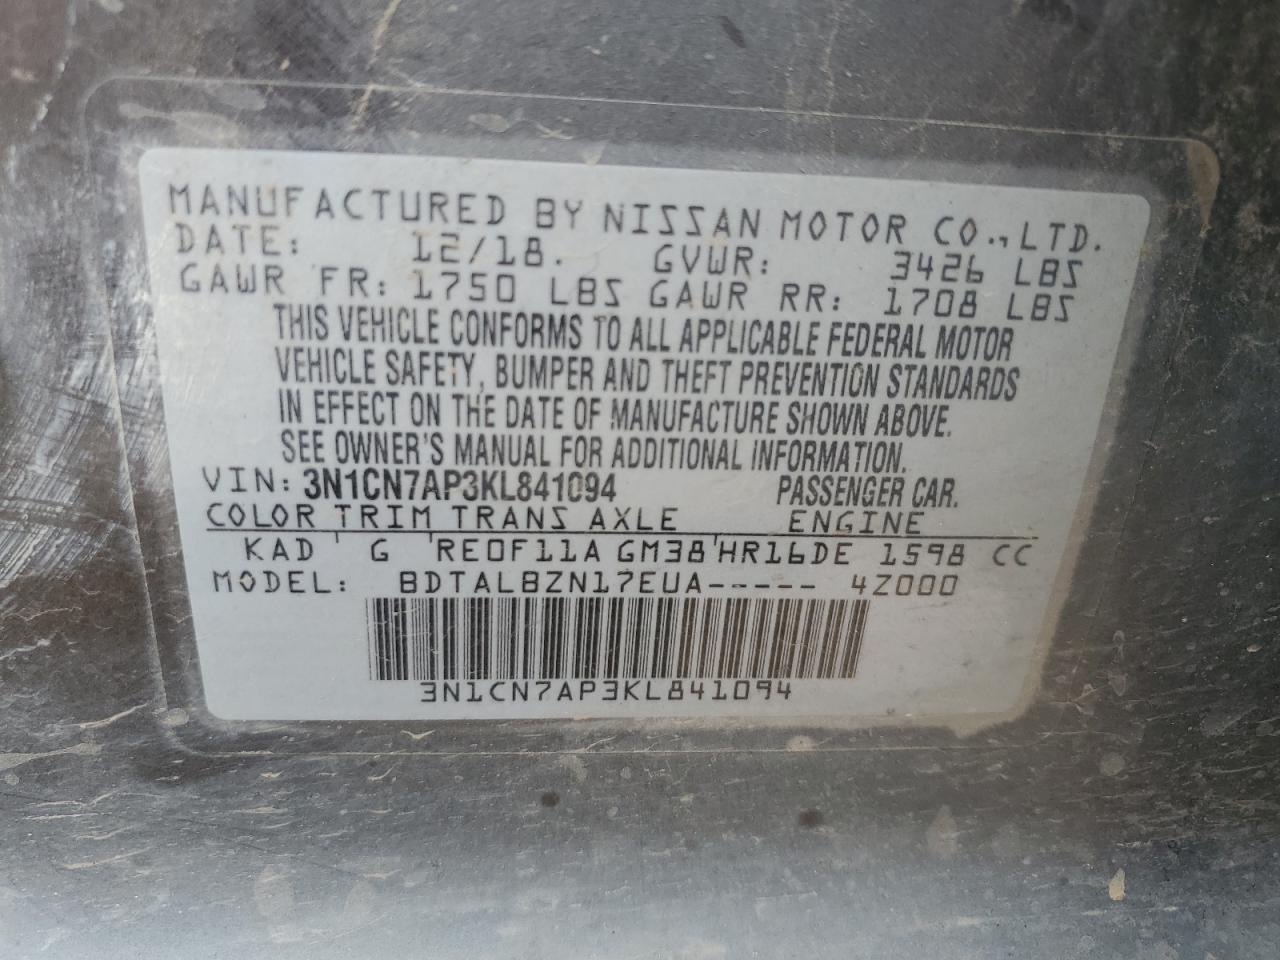 MANUFACTURED BY NISSAN MOTOR CO., LTD.
DATE: 12/18. GVWR: 3426 LBS
GAWR FR: 1750 LBS GAWR RR: 1708 LBS
THIS VEHICLE CONFORMS TO ALL APPLICABLE FEDERAL MOTOR
VEHICLE SAFETY, BUMPER AND THEFT PREVENTION STANDARDS
IN EFFECT ON THE DATE OF MANUFACTURE SHOWN ABOVE.
SEE OWNER'S MANUAL FOR ADDITIONAL INFORMATION.
VIN: 3N1CN7AP3KL841094 PASSENGER CAR.
COLOR TRIM TRANS AXLE ENGINE
KAD G RE0F11A GM38 HR16DE 1598 CC
MODEL: BDTALBZN17EUA----- 4Z000
3N1CN7AP3KL841094